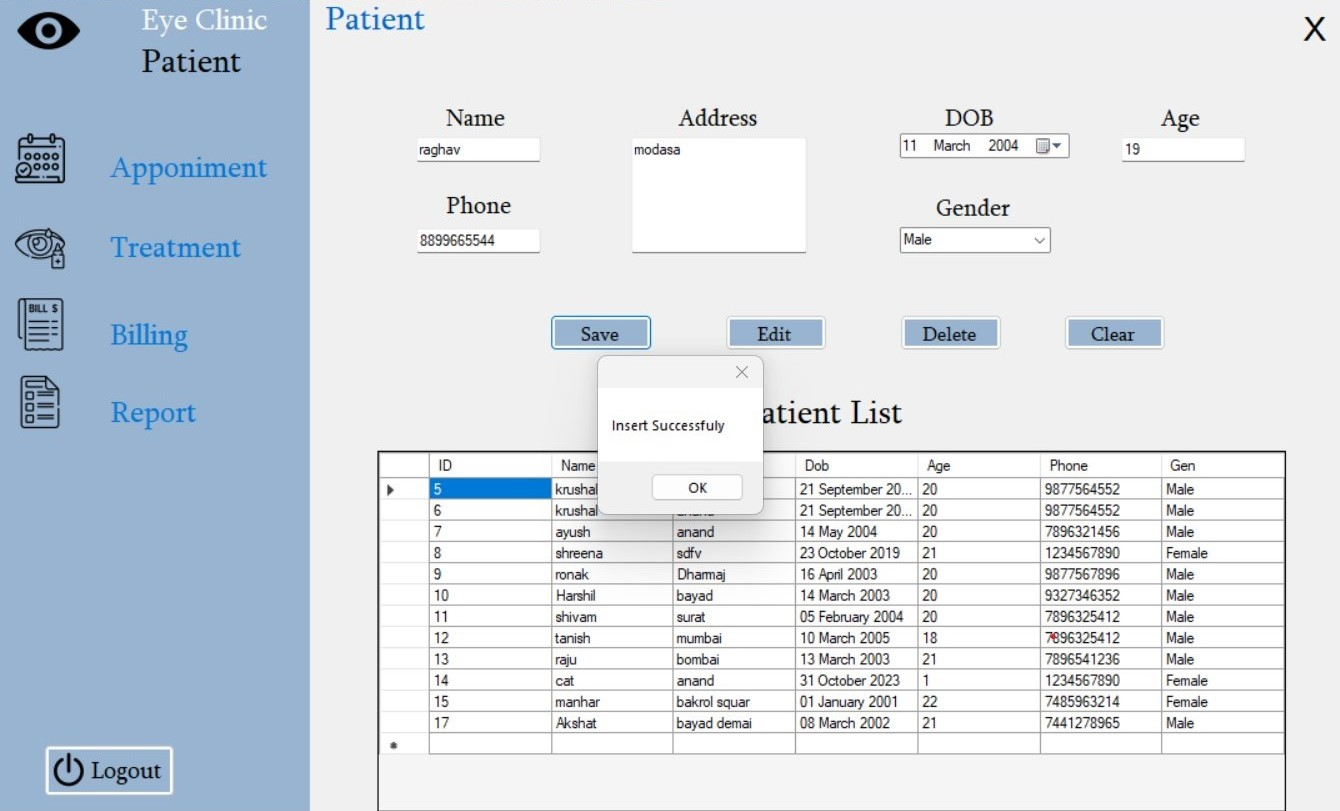 Eye Clinic
Patient
Apponiment
Treatment
BILL $
Billing
Report
Logout
Patient
X
Name Address DOB Age
raghav modasa 11 March 2004 19
Phone Gender
8899665544 Male
Save Edit Delete Clear
Insert Successfuly
OK
List
ID Name Dob Age Phone Gen
5 21 September 20... 20 9877564552 Male
6 21 September 20... 20 9877564552 Male
7 ayush anand 14 May 2004 20 7896321456 Male
8 shreena sdfv 23 October 2019 21 1234567890 Female
9 ronak Dharmaj 16 April 2003 20 9877567896 Male
10 Harshil bayad 14 March 2003 20 9327346352 Male
11 shivam surat 05 February 2004 20 7896325412 Male
12 tanish mumbai 10 March 2005 18 7896325412 Male
13 raju bombai 13 March 2003 21 7896541236 Male
14 cat anand 31 October 2023 1 1234567890 Female
15 manhar bakrol squar 01 January 2001 22 7485963214 Female
17 Akshat bayad demai 08 March 2002 21 7441278965 Male